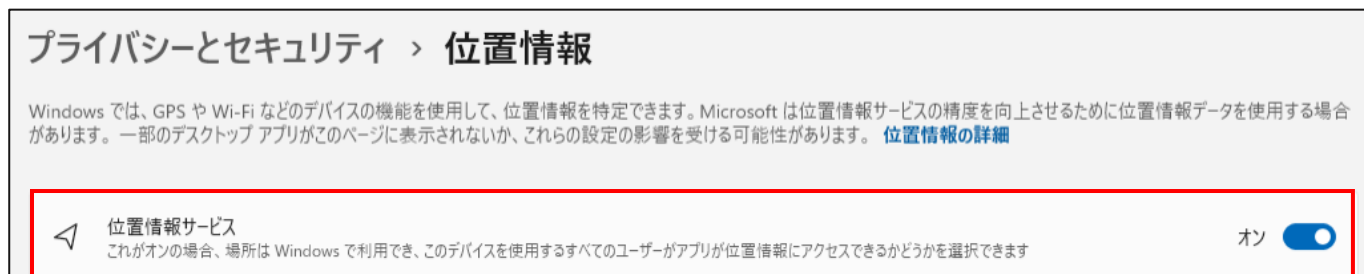 プライバシーとセキュリティ › 位置情報
Windows では、GPS や Wi-Fi などのデバイスの機能を使用して、位置情報を特定できます。Microsoft は位置情報サービスの精度を向上させるために位置情報データを使用する場合
があります。一部のデスクトップ アプリがこのページに表示されないか、これらの設定の影響を受ける可能性があります。 位置情報の詳細
位置情報サービス
これがオンの場合、場所は Windows で利用でき、このデバイスを使用するすべてのユーザーがアプリが位置情報にアクセスできるかどうかを選択できます
オン